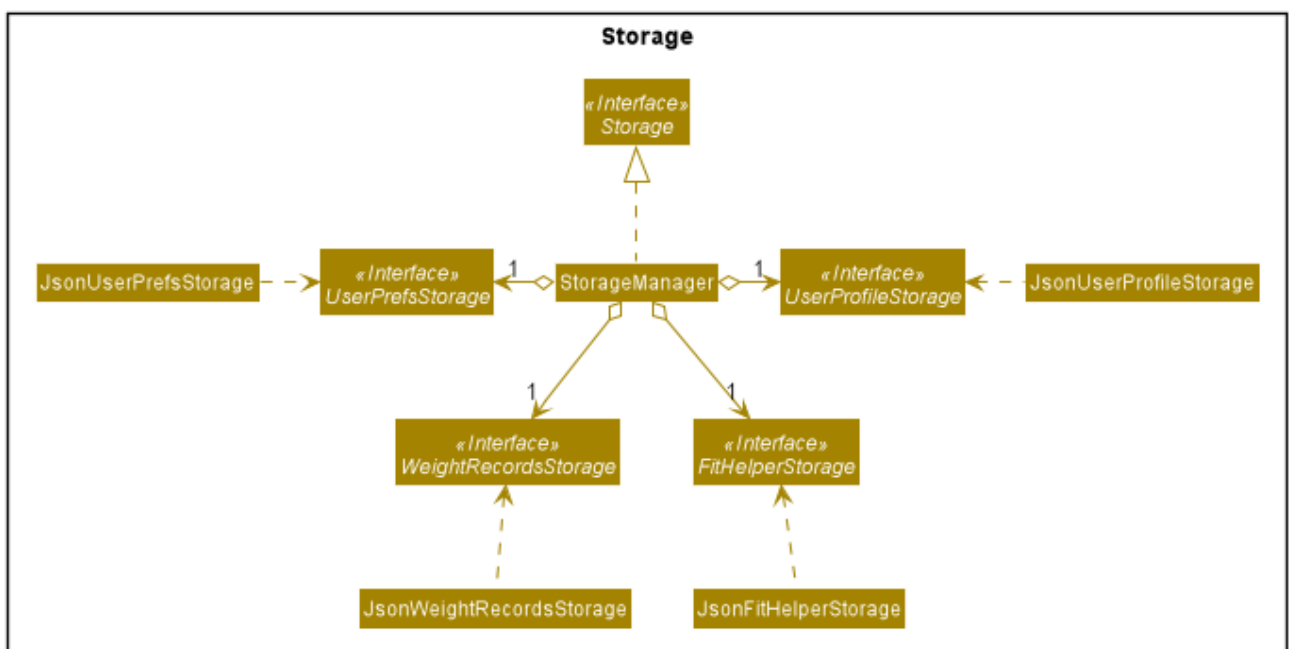 Storage
«Interface»
Storage
JsonUserPrefsStorage
«Interface»
UserPrefsStorage
1
StorageManager
1
«Interface»
UserProfileStorage
JsonUserProfileStorage
1
1
«Interface»
WeightRecordsStorage
«Interface»
FitHelperStorage
JsonWeightRecordsStorage
JsonFitHelperStorage